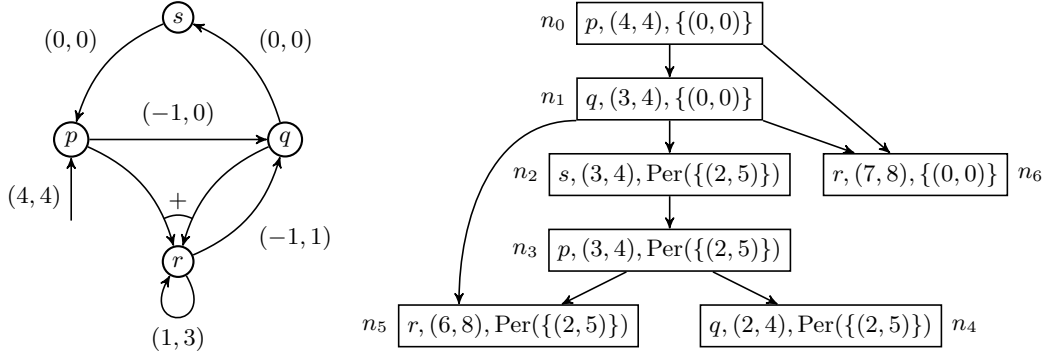 s
(0, 0)
(0, 0)
p
(−1, 0)
q
(4, 4)
+
(−1, 1)
r
(1, 3)
n₀ p, (4, 4), {(0, 0)}
n₁ q, (3, 4), {(0, 0)}
n₂ s, (3, 4), Per({(2, 5)})
r, (7, 8), {(0, 0)} n₆
n₃ p, (3, 4), Per({(2, 5)})
n₅ r, (6, 8), Per({(2, 5)})
q, (2, 4), Per({(2, 5)}) n₄